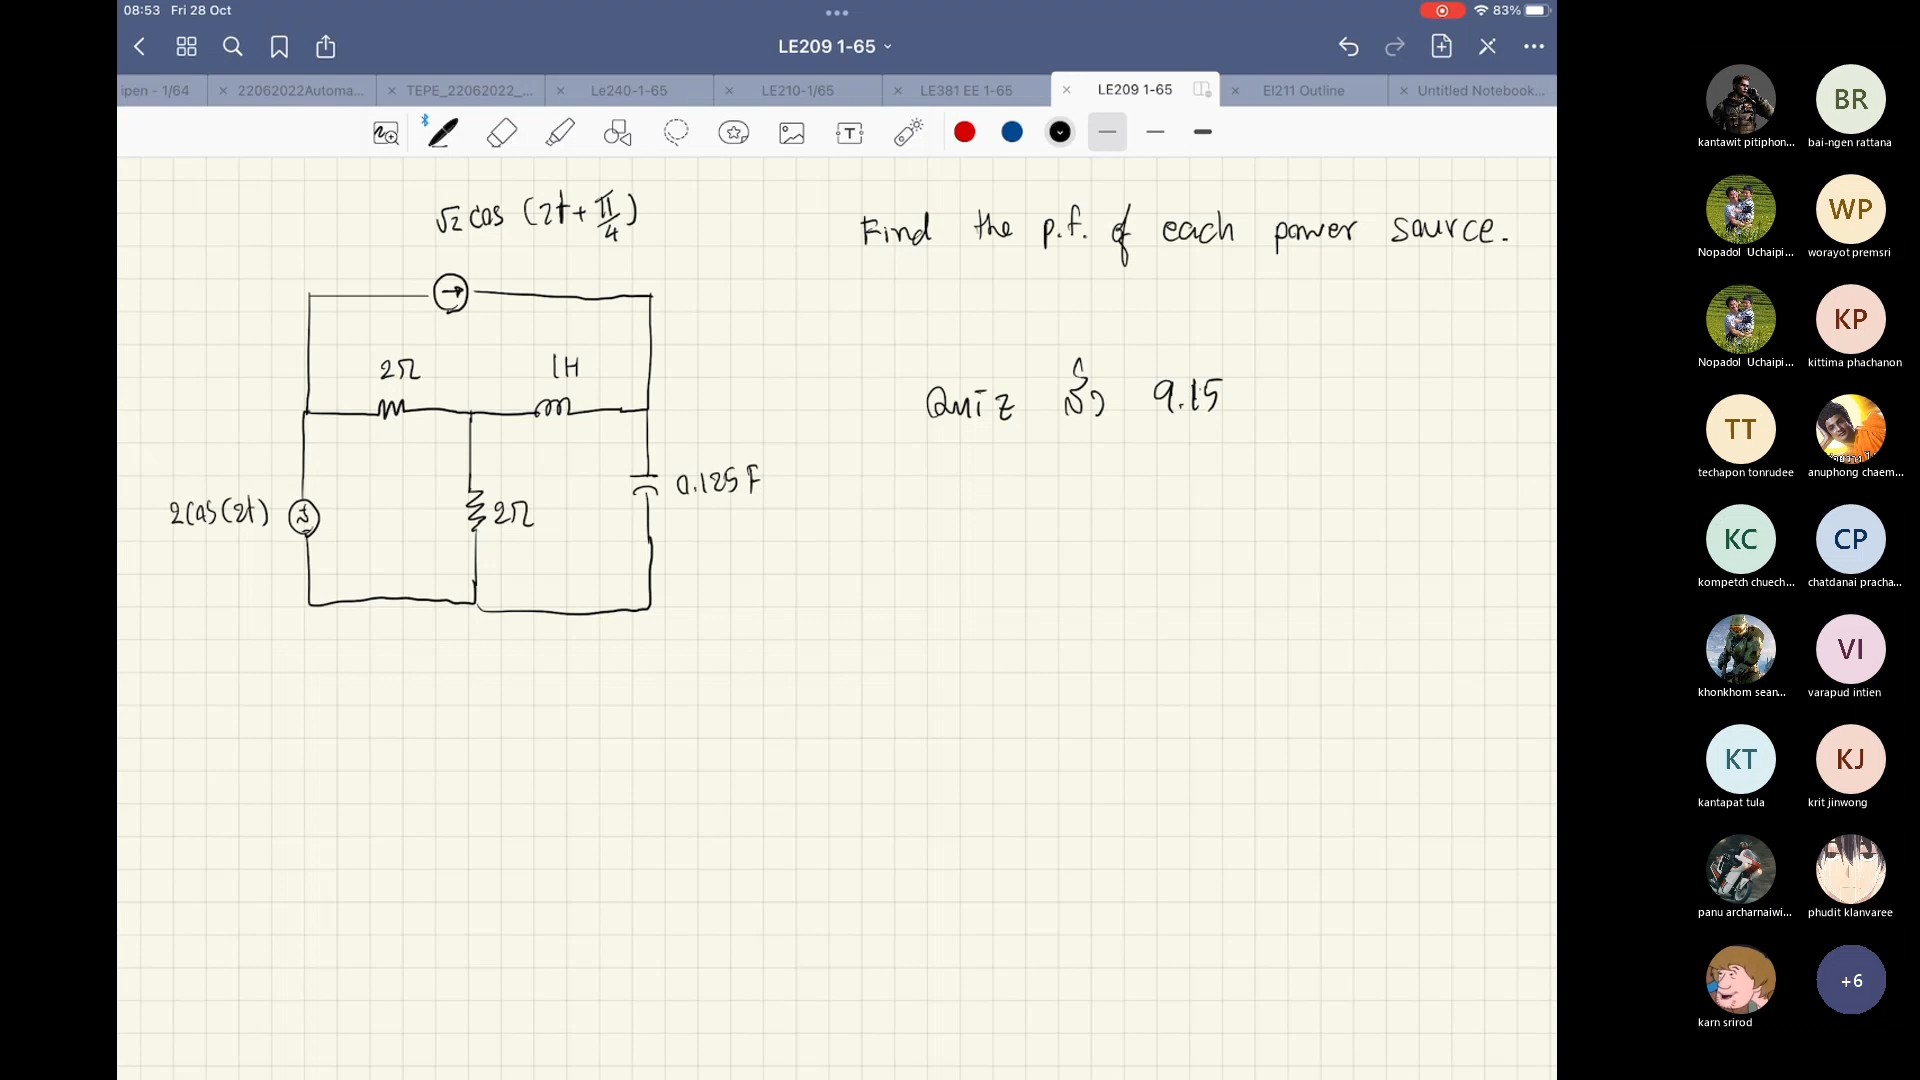 08:53 Fri 28 Oct
83%
LE209 1-65
ipen - 1/64
22062022Automa...
TEPE_22062022_...
Le240-1-65
LE210-1/65
LE381 EE 1-65
LE209 1-65
EI211 Outline
Untitled Notebook...
√2 cos (2t + π/4)
Find the p.f. of each power source.
2Ω
1H
Quiz ส่ง 9.15
0.125 F
2cos(2t)
2Ω
kantawit pitiphon...
BR
bai-ngen rattana
Nopadol Uchaipi...
WP
worayot premsri
Nopadol Uchaipi...
KP
kittima phachanon
TT
techapon tonrudee
anuphong chaem...
KC
kompetch chuech...
CP
chatdanai pracha...
khonkhom sean...
VI
varapud intien
KT
kantapat tula
KJ
krit jinwong
panu archarnaiwi...
phudit klanvaree
karn srirod
+6